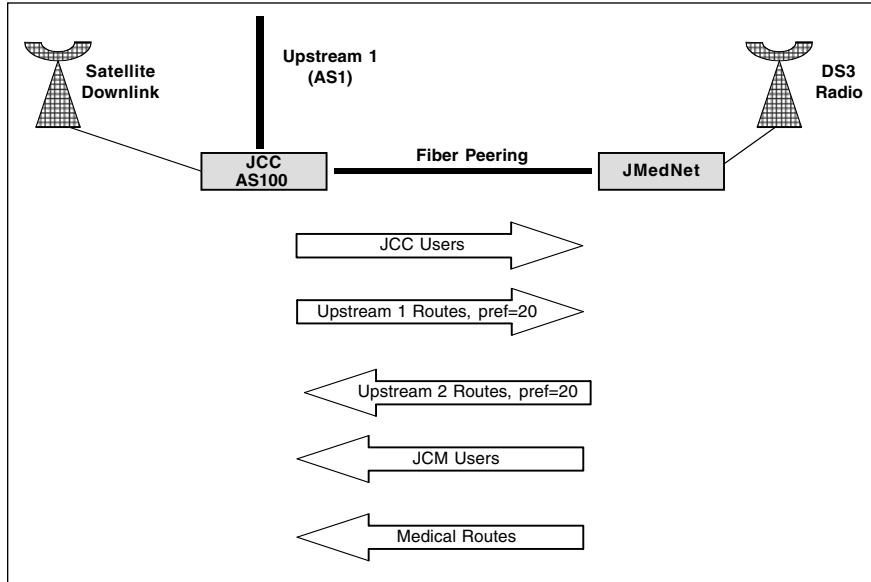 Satellite
Downlink
Upstream 1
(AS1)
DS3
Radio
JCC
AS100
Fiber Peering
JMedNet
JCC Users
Upstream 1 Routes, pref=20
Upstream 2 Routes, pref=20
JCM Users
Medical Routes